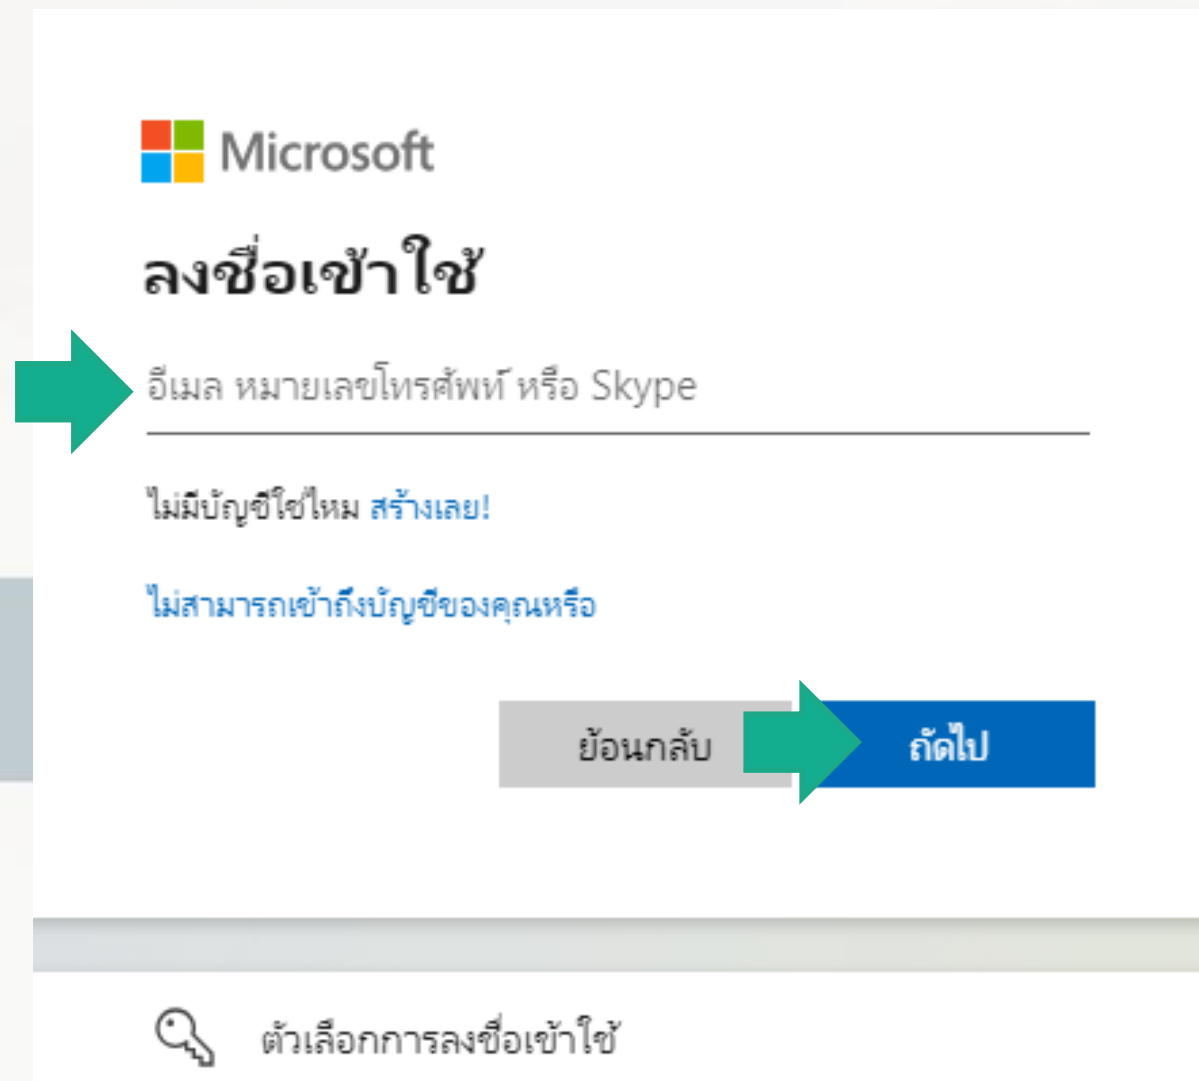 Microsoft
ลงชื่อเข้าใช้
อีเมล หมายเลขโทรศัพท์ หรือ Skype
ไม่มีบัญชีใช่ไหม สร้างเลย!
ไม่สามารถเข้าถึงบัญชีของคุณหรือ
ย้อนกลับ
ถัดไป
ตัวเลือกการลงชื่อเข้าใช้